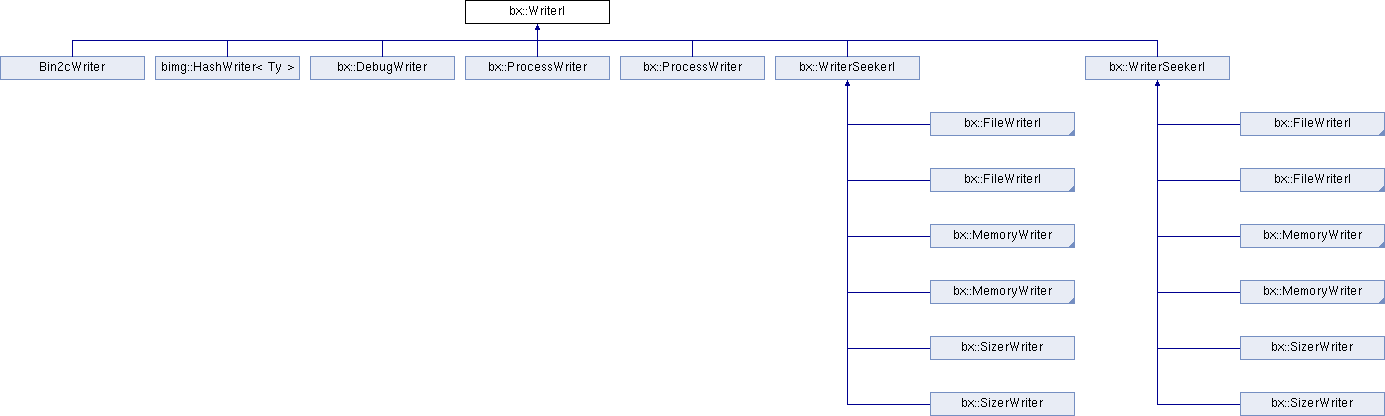 bx::WriterI
Bin2cWriter
bimg::HashWriter< Ty >
bx::DebugWriter
bx::ProcessWriter
bx::ProcessWriter
bx::WriterSeekerI
bx::WriterSeekerI
bx::FileWriterI
bx::FileWriterI
bx::FileWriterI
bx::FileWriterI
bx::MemoryWriter
bx::MemoryWriter
bx::MemoryWriter
bx::MemoryWriter
bx::SizerWriter
bx::SizerWriter
bx::SizerWriter
bx::SizerWriter